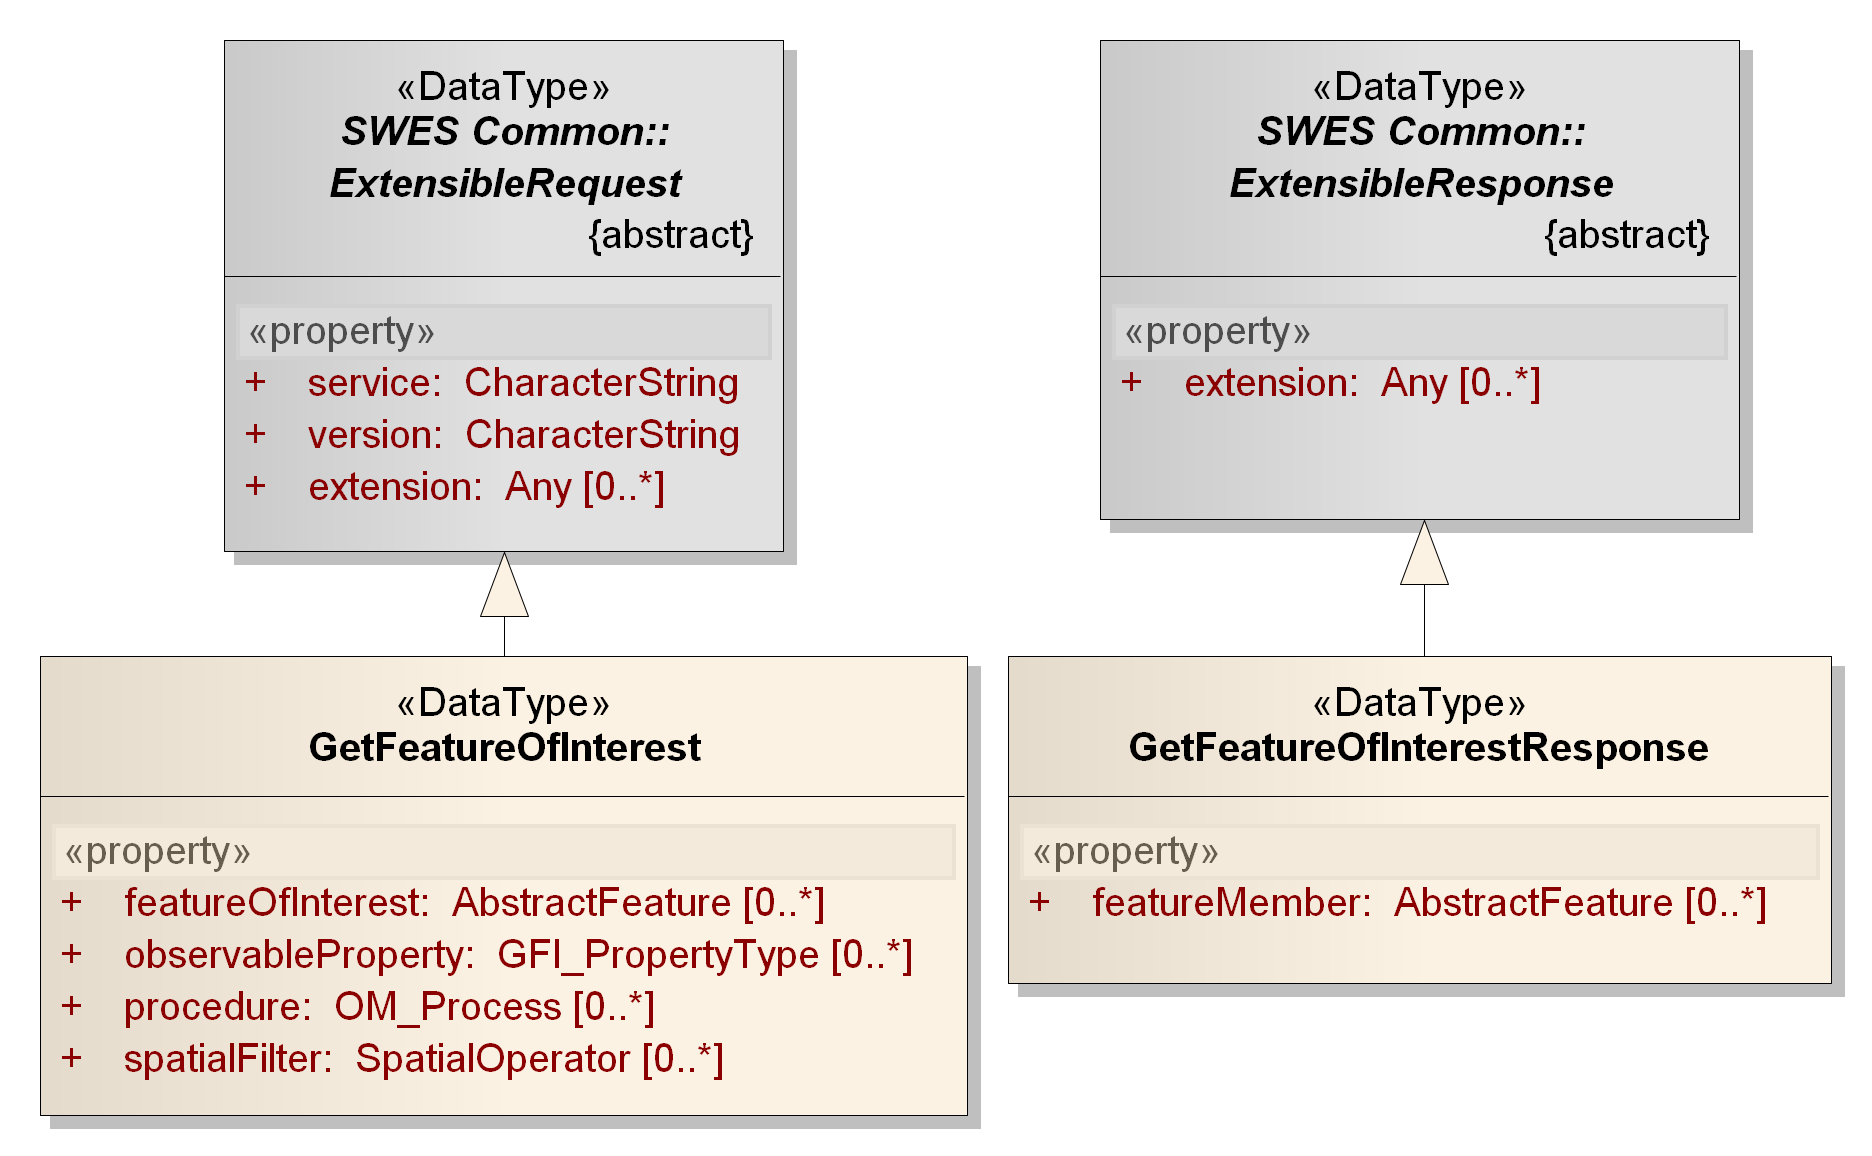 «DataType»
SWES Common::
ExtensibleRequest
{abstract}
«property»
+ service: CharacterString
+ version: CharacterString
+ extension: Any [0..*]
«DataType»
SWES Common::
ExtensibleResponse
{abstract}
«property»
+ extension: Any [0..*]
«DataType»
GetFeatureOfInterest
«property»
+ featureOfInterest: AbstractFeature [0..*]
+ observableProperty: GFI_PropertyType [0..*]
+ procedure: OM_Process [0..*]
+ spatialFilter: SpatialOperator [0..*]
«DataType»
GetFeatureOfInterestResponse
«property»
+ featureMember: AbstractFeature [0..*]